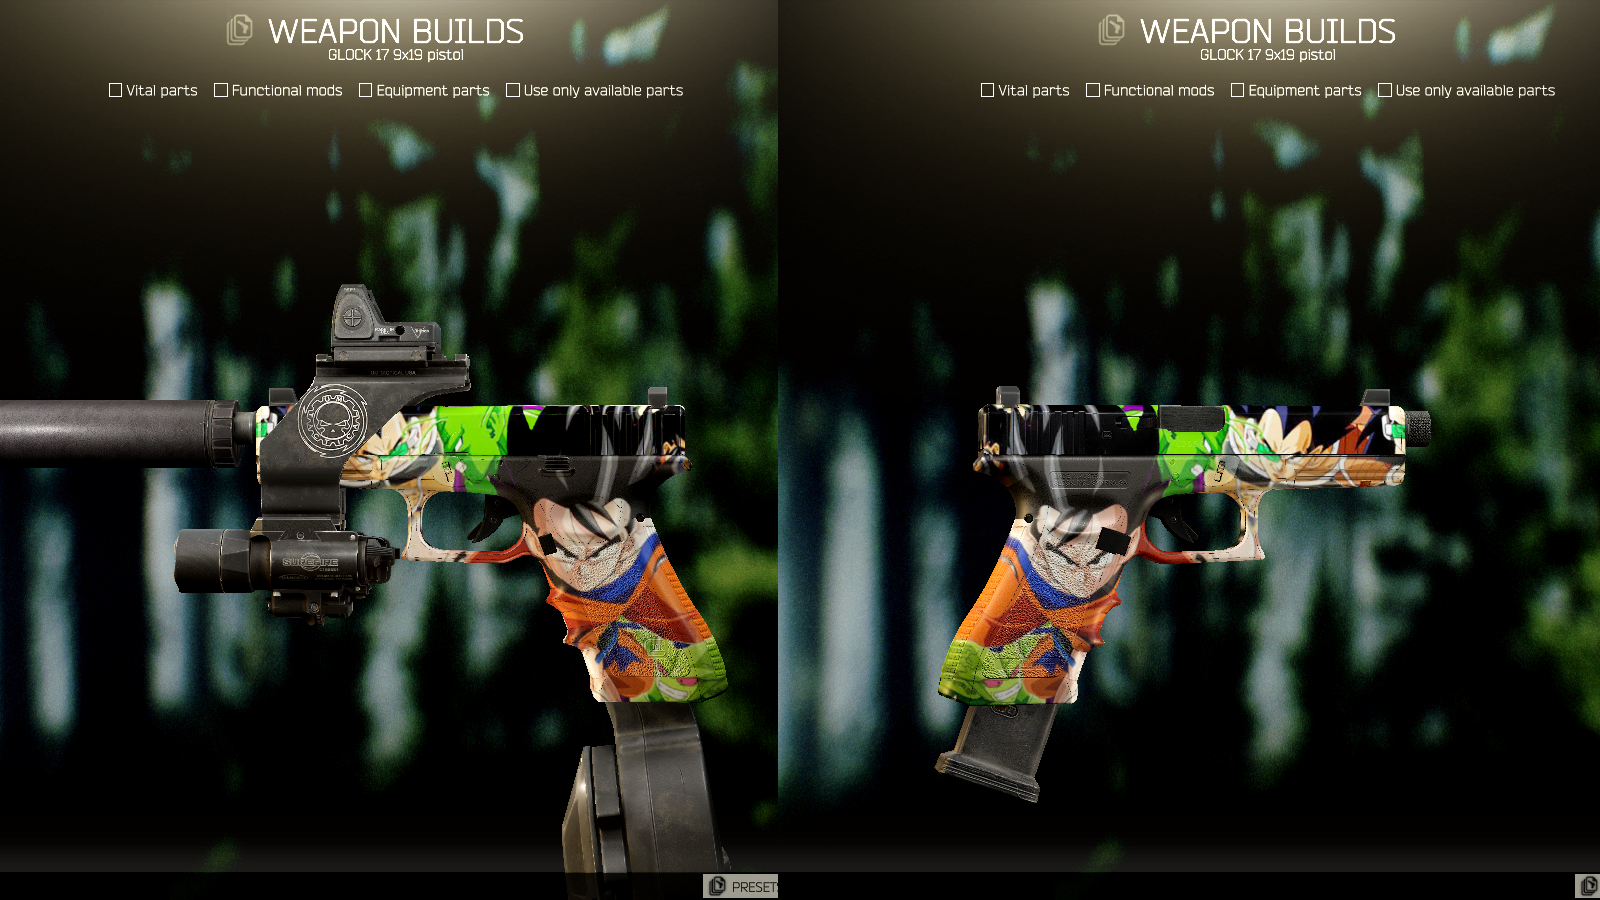 WEAPON BUILDS
GLOCK 17 9x19 pistol
Vital parts Functional mods Equipment parts Use only available parts
SUREFIRE
PRESETS
WEAPON BUILDS
GLOCK 17 9x19 pistol
Vital parts Functional mods Equipment parts Use only available parts